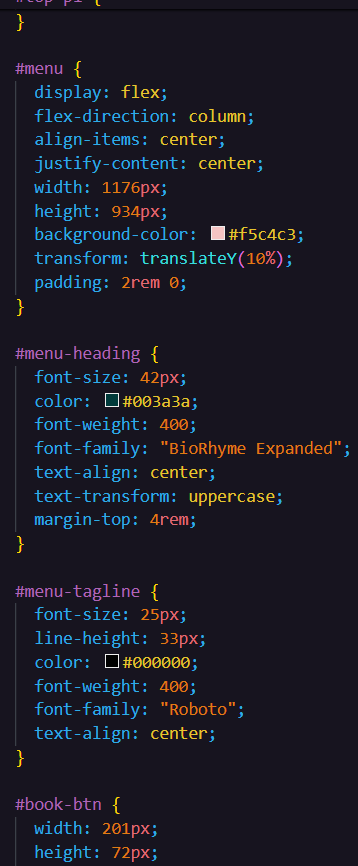 #top-pi {
}
#menu {
display: flex;
flex-direction: column;
align-items: center;
justify-content: center;
width: 1176px;
height: 934px;
background-color: #f5c4c3;
transform: translateY(10%);
padding: 2rem 0;
}
#menu-heading {
font-size: 42px;
color: #003a3a;
font-weight: 400;
font-family: "BioRhyme Expanded";
text-align: center;
text-transform: uppercase;
margin-top: 4rem;
}
#menu-tagline {
font-size: 25px;
line-height: 33px;
color: #000000;
font-weight: 400;
font-family: "Roboto";
text-align: center;
}
#book-btn {
width: 201px;
height: 72px;